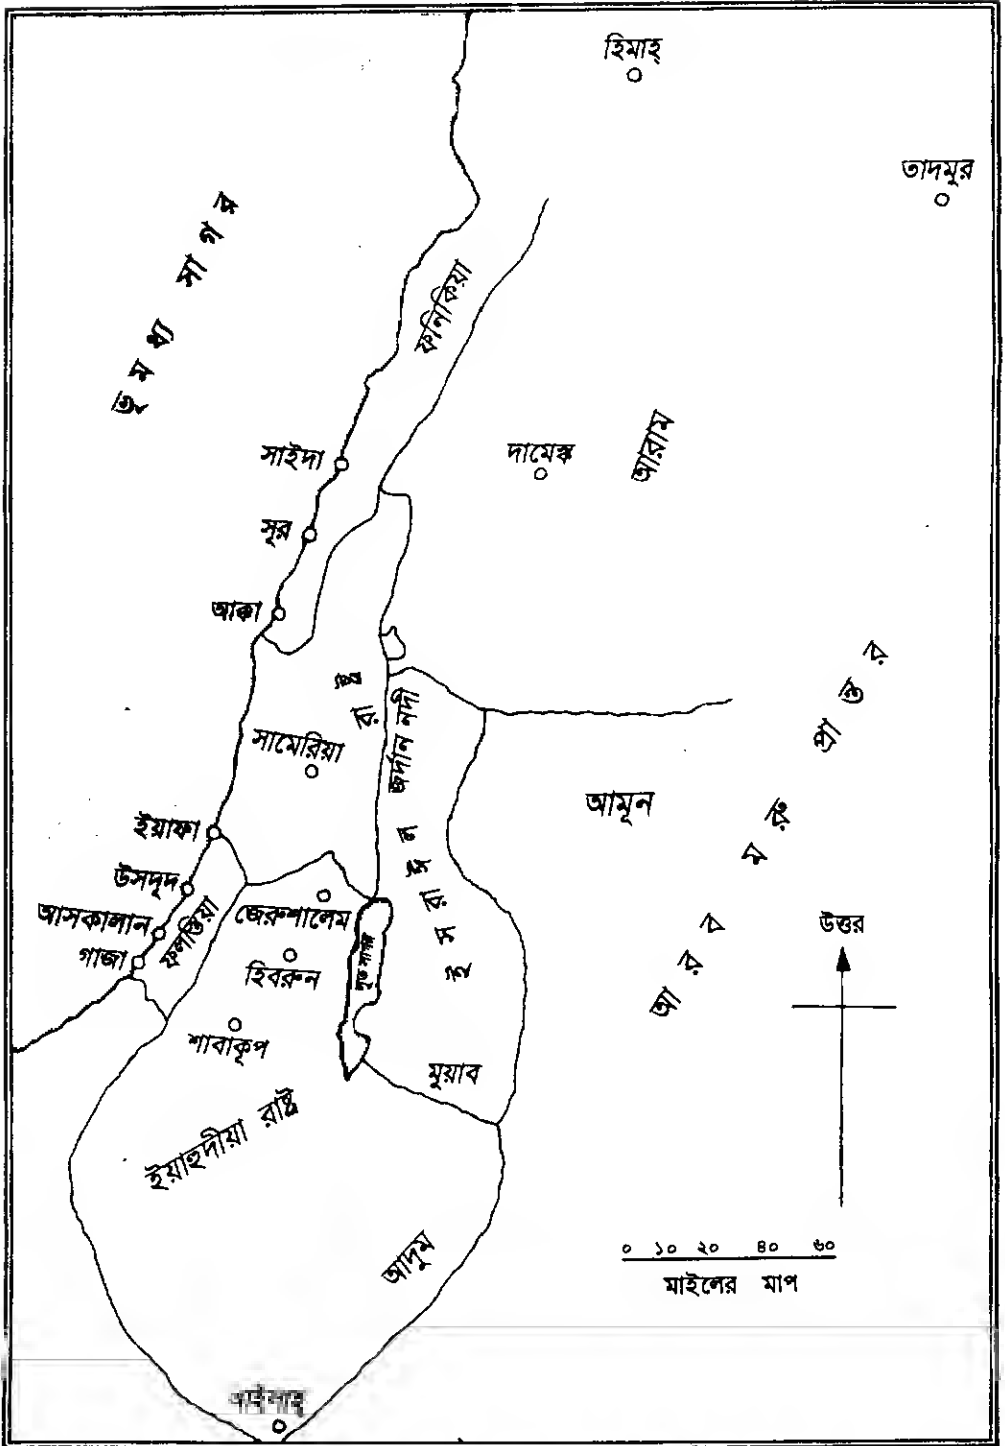 হিমাহ্
তাদমুর
ভূমধ্য সাগর
ফনিকিয়া
সাইদা
দামেস্ক
আরাম
সূর
আক্কা
জর্দান নদী
সামেরিয়া
আমূন
ইয়াফা
উসদূদ
আসকালান
গাজা
ফলস্তিয়া
জেরুশালেম
হিবরুন
শাবাকূপ
মুয়াব
আরব মরু প্রান্তর
উত্তর
ইয়াহুদীয়া রাষ্ট্র
আদুম
০ ১০ ২০ ৪০ ৬০
মাইলের মাপ